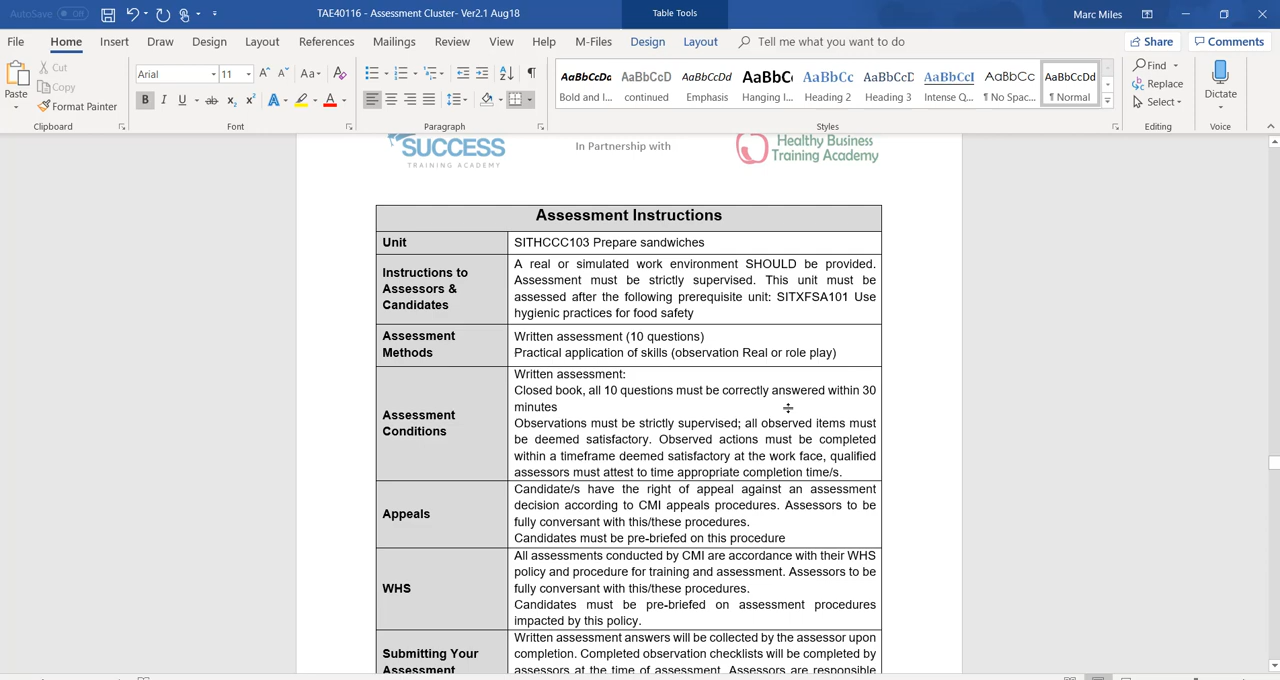 AutoSave Off TAE40116 - Assessment Cluster- Ver2.1 Aug18 Table Tools Marc Miles
File Home Insert Draw Design Layout References Mailings Review View Help M-Files Design Layout Tell me what you want to do Share Comments
Paste
Cut
Copy
Format Painter
Clipboard
Arial 11
Font
Paragraph
AaBbCcDc AaBbCcD AaBbCcDd AaBbC AaBbCc AaBbCcD AaBbCcI AaBbCc AaBbCcDd
Bold and I... continued Emphasis Hanging I... Heading 2 Heading 3 Intense Q... ¶ No Spac... ¶ Normal
Styles
Find
Replace
Select
Editing
Dictate
Voice
SUCCESS
TRAINING ACADEMY
In Partnership with
Healthy Business
Training Academy
Assessment Instructions
Unit
SITHCCC103 Prepare sandwiches
Instructions to
Assessors &
Candidates
A real or simulated work environment SHOULD be provided.
Assessment must be strictly supervised. This unit must be
assessed after the following prerequisite unit: SITXFSA101 Use
hygienic practices for food safety
Assessment
Methods
Written assessment (10 questions)
Practical application of skills (observation Real or role play)
Assessment
Conditions
Written assessment:
Closed book, all 10 questions must be correctly answered within 30
minutes
Observations must be strictly supervised; all observed items must
be deemed satisfactory. Observed actions must be completed
within a timeframe deemed satisfactory at the work face, qualified
assessors must attest to time appropriate completion time/s.
Appeals
Candidate/s have the right of appeal against an assessment
decision according to CMI appeals procedures. Assessors to be
fully conversant with this/these procedures.
Candidates must be pre-briefed on this procedure
WHS
All assessments conducted by CMI are accordance with their WHS
policy and procedure for training and assessment. Assessors to be
fully conversant with this/these procedures.
Candidates must be pre-briefed on assessment procedures
impacted by this policy.
Submitting Your
Assessment
Written assessment answers will be collected by the assessor upon
completion. Completed observation checklists will be completed by
assessors at the time of assessment. Assessors are responsible